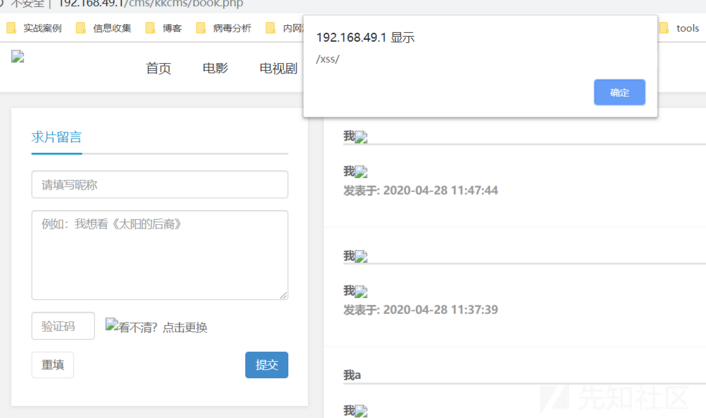 不安全 | 192.168.49.1/cms/kkcms/book.php
实战案例 信息收集 博客 病毒分析 内网 tools
192.168.49.1 显示
/xss/
确定
首页 电影 电视剧
求片留言
请填写昵称
例如：我想看《太阳的后裔》
验证码 看不清？点击更换
重填 提交
我
我
发表于: 2020-04-28 11:47:44
我
我
发表于: 2020-04-28 11:37:39
我a
我
先知社区